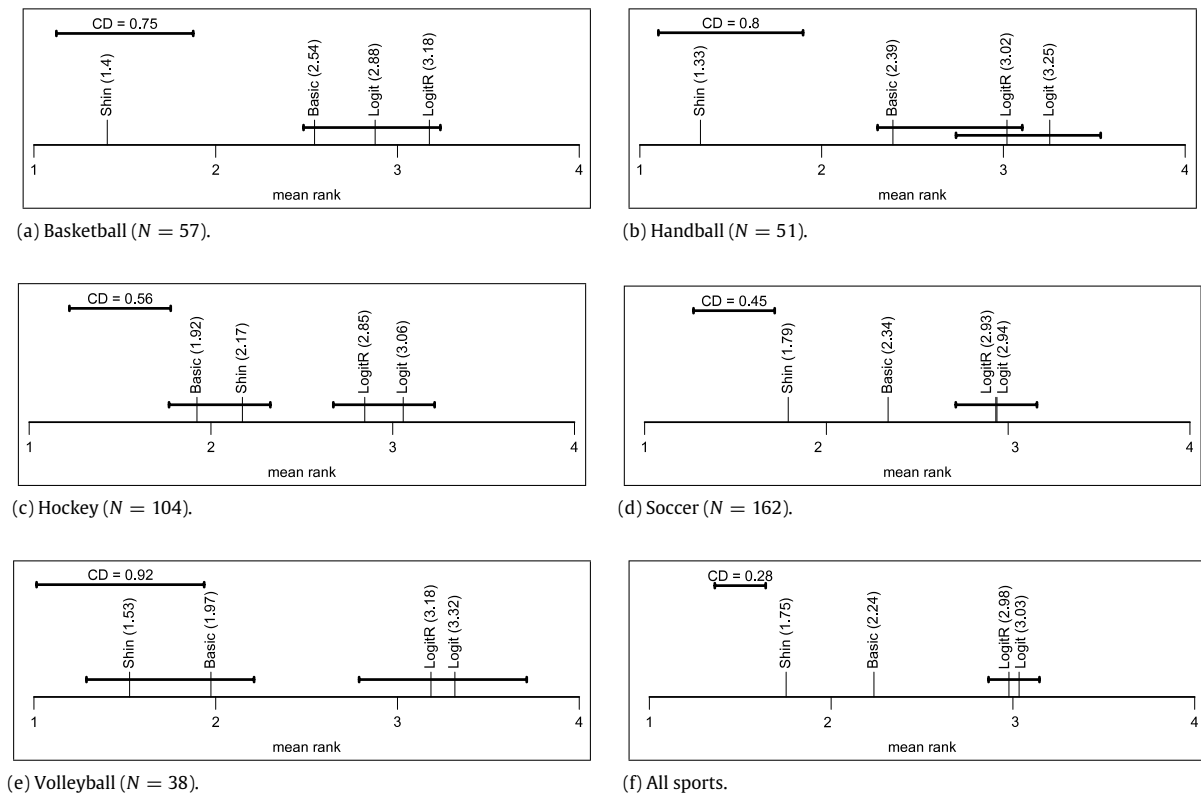 CD = 0.75
Shin (1.4)
Basic (2.54)
Logit (2.88)
LogitR (3.18)
1 2 3 4
mean rank
(a) Basketball (N = 57).
CD = 0.8
Shin (1.33)
Basic (2.39)
LogitR (3.02)
Logit (3.25)
1 2 3 4
mean rank
(b) Handball (N = 51).
CD = 0.56
Basic (1.92)
Shin (2.17)
LogitR (2.85)
Logit (3.06)
1 2 3 4
mean rank
(c) Hockey (N = 104).
CD = 0.45
Shin (1.79)
Basic (2.34)
LogitR (2.93)
Logit (2.94)
1 2 3 4
mean rank
(d) Soccer (N = 162).
CD = 0.92
Shin (1.53)
Basic (1.97)
LogitR (3.18)
Logit (3.32)
1 2 3 4
mean rank
(e) Volleyball (N = 38).
CD = 0.28
Shin (1.75)
Basic (2.24)
LogitR (2.98)
Logit (3.03)
1 2 3 4
mean rank
(f) All sports.